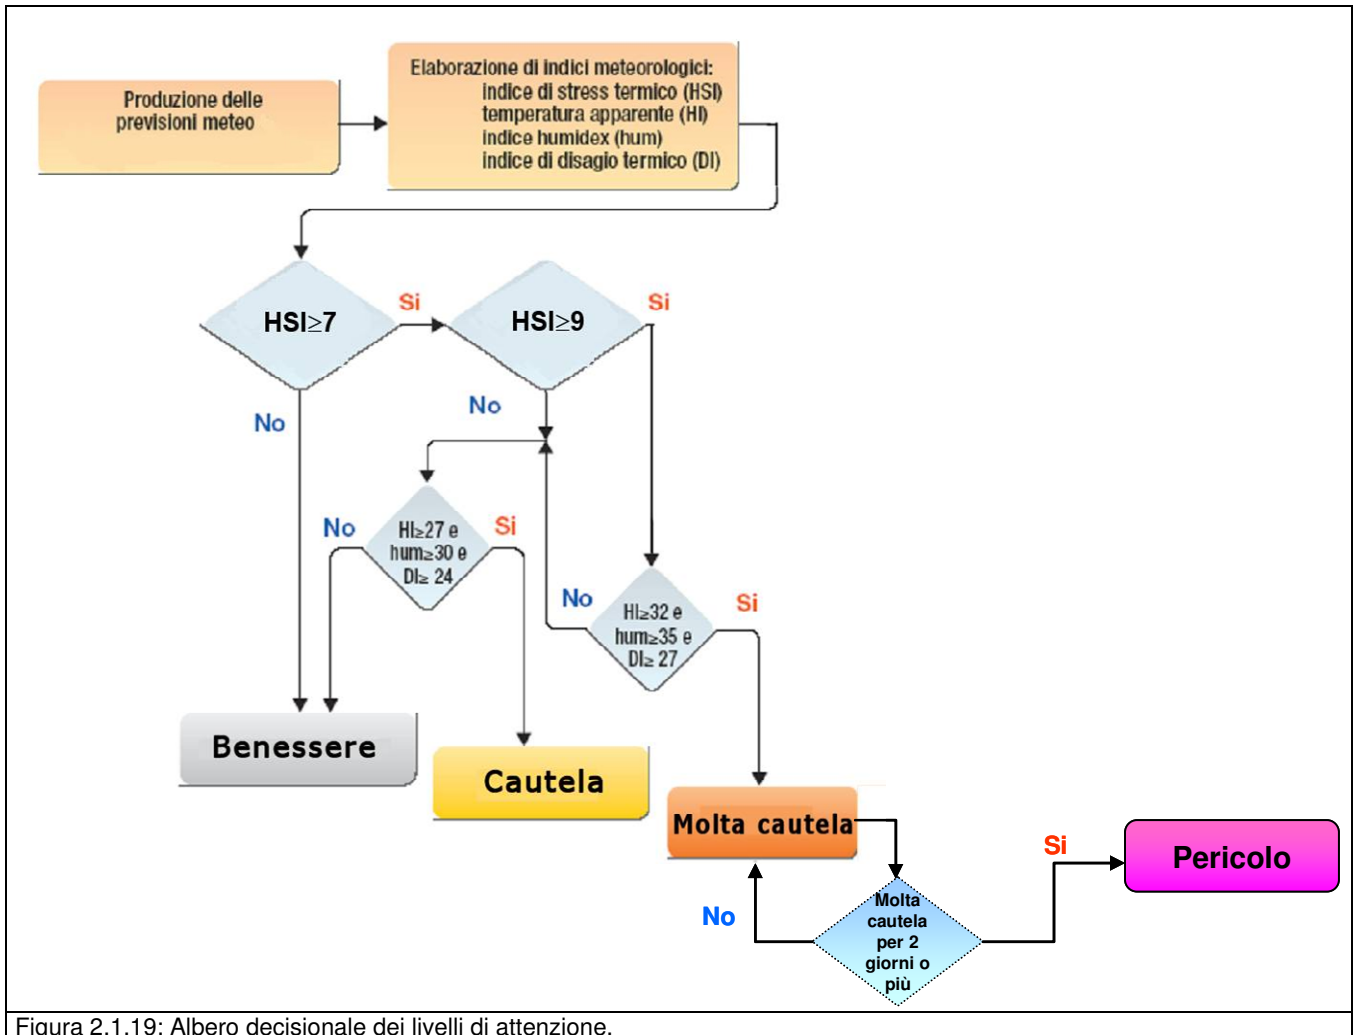 Produzione delle
previsioni meteo
Elaborazione di indici meteorologici:
indice di stress termico (HSI)
temperatura apparente (HI)
indice humidex (hum)
indice di disagio termico (DI)
HSI≥7
Si
HSI≥9
Si
No
No
No
HI≥27 e
hum≥30 e
DI≥ 24
Si
No
HI≥32 e
hum≥35 e
DI≥ 27
Si
Benessere
Cautela
Molta cautela
No
Molta
cautela
per 2
giorni o
più
Si
Pericolo
Figura 2.1.19: Albero decisionale dei livelli di attenzione.